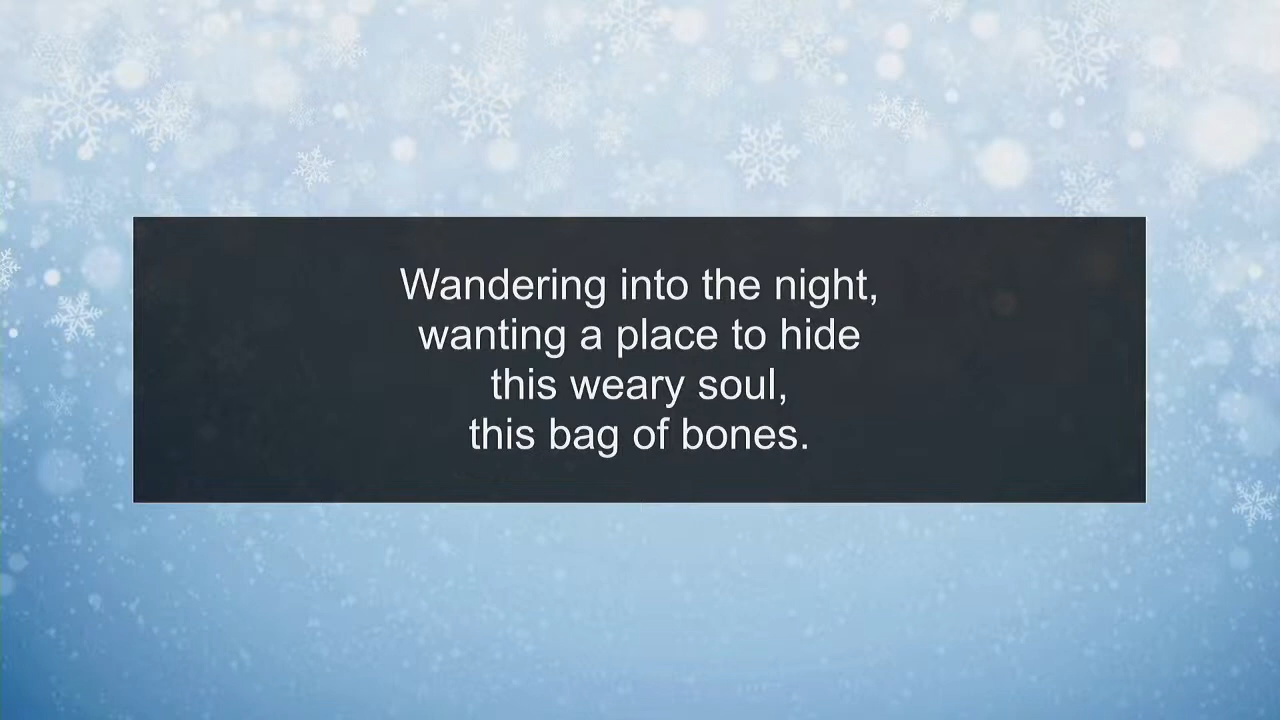 Wandering into the night,
wanting a place to hide
this weary soul,
this bag of bones.